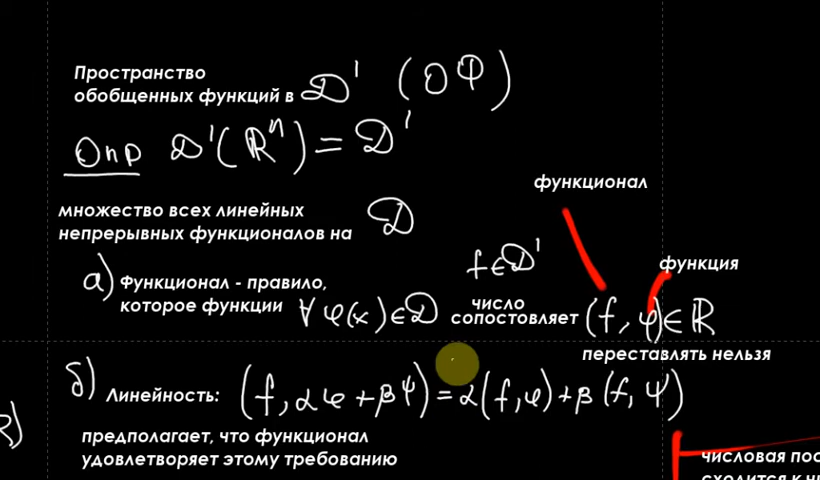 Пространство
обобщенных функций в 𝒟' (ОФ)
Опр 𝒟'(ℝⁿ) = 𝒟'
множество всех линейных
непрерывных функционалов на 𝒟
функционал
f ∈ 𝒟'
функция
а) Функционал - правило,
которое функции ∀ φ(x) ∈ 𝒟 число
сопостовляет (f, φ) ∈ ℝ
переставлять нельзя
б) Линейность: (f, αφ + βψ) = α(f, φ) + β(f, ψ)
предполагает, что функционал
удовлетворяет этому требованию
числовая пос